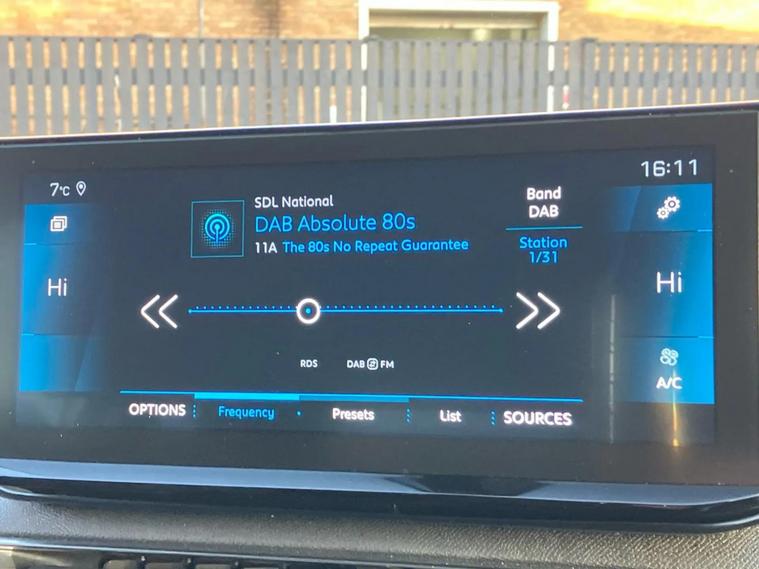 7°C
16:11
SDL National
DAB Absolute 80s
11A The 80s No Repeat Guarantee
Band
DAB
Station
1/31
Hi
Hi
RDS
DAB FM
A/C
OPTIONS
Frequency
Presets
List
SOURCES